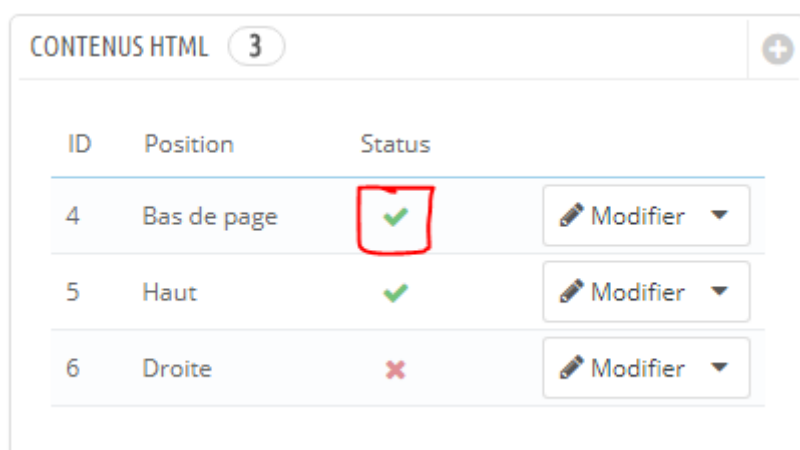 CONTENUS HTML 3
ID Position Status
4 Bas de page Modifier
5 Haut Modifier
6 Droite Modifier